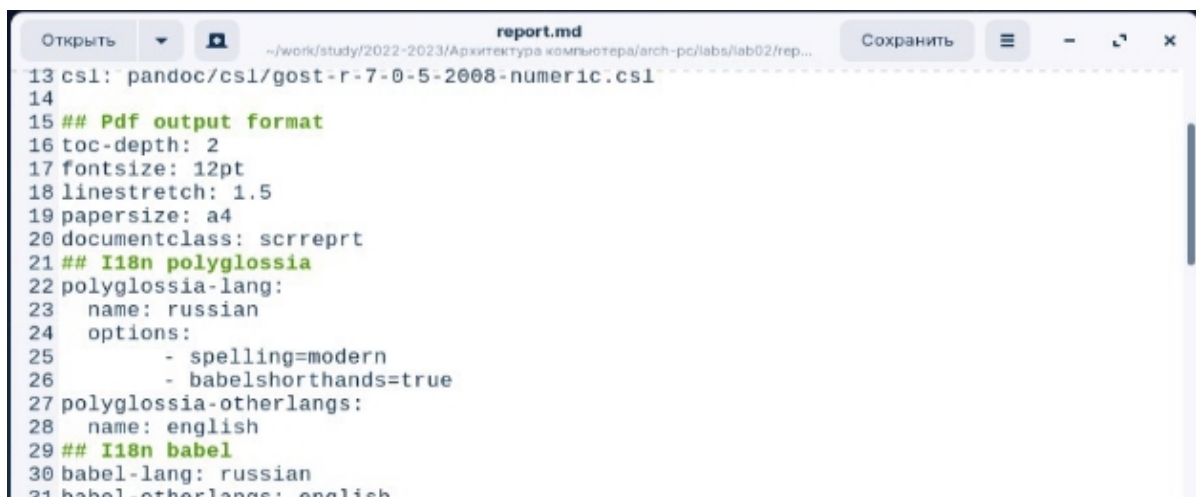 Открыть
report.md
~/work/study/2022-2023/Архитектура компьютера/arch-pc/labs/lab02/rep...
Сохранить
13 csl: pandoc/csl/gost-r-7-0-5-2008-numeric.csl
14
15 ## Pdf output format
16 toc-depth: 2
17 fontsize: 12pt
18 linestretch: 1.5
19 papersize: a4
20 documentclass: scrreprt
21 ## I18n polyglossia
22 polyglossia-lang:
23   name: russian
24   options:
25         - spelling=modern
26         - babelshorthands=true
27 polyglossia-otherlangs:
28   name: english
29 ## I18n babel
30 babel-lang: russian
31 babel-otherlangs: english